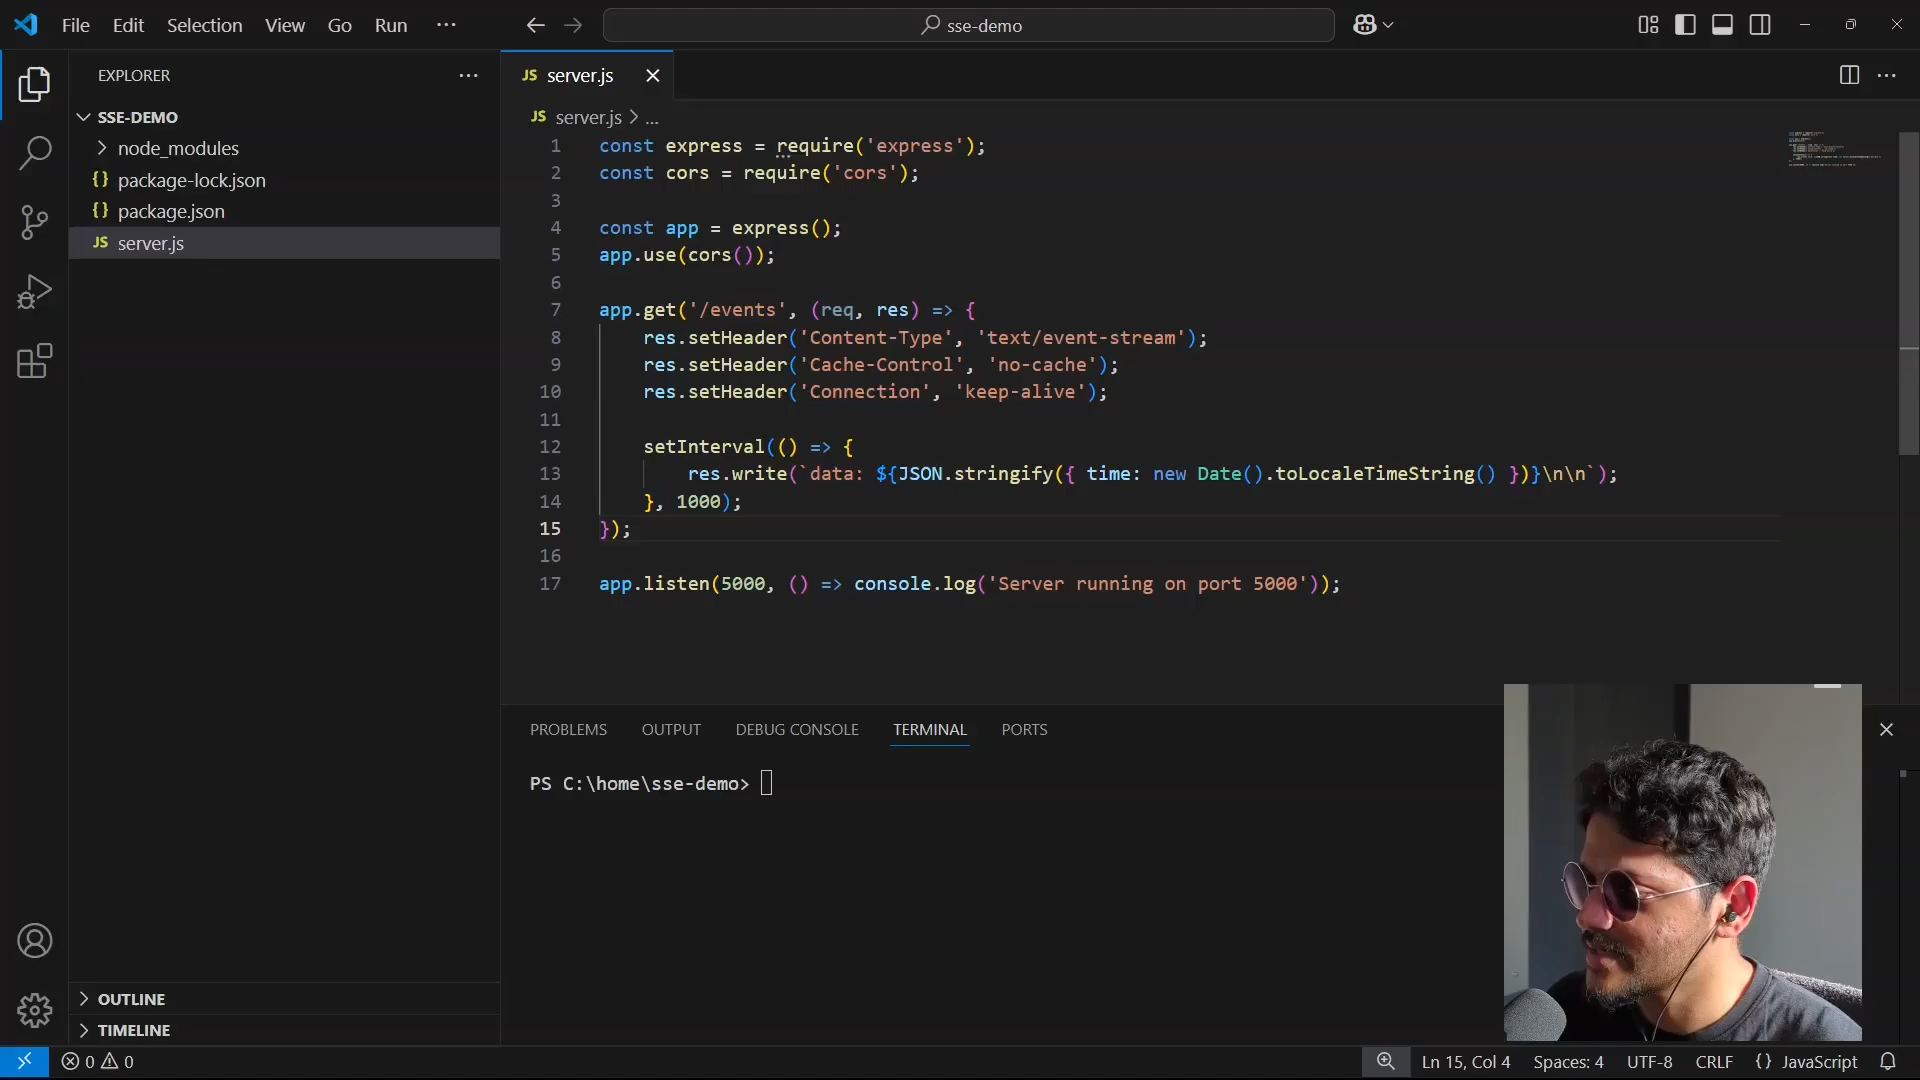 File Edit Selection View Go Run ···
sse-demo
EXPLORER ···
SSE-DEMO
node_modules
{} package-lock.json
{} package.json
JS server.js
OUTLINE
TIMELINE
JS server.js
JS server.js > ...
1 const express = require('express');
2 const cors = require('cors');
3
4 const app = express();
5 app.use(cors());
6
7 app.get('/events', (req, res) => {
8 res.setHeader('Content-Type', 'text/event-stream');
9 res.setHeader('Cache-Control', 'no-cache');
10 res.setHeader('Connection', 'keep-alive');
11
12 setInterval(() => {
13 res.write(`data: ${JSON.stringify({ time: new Date().toLocaleTimeString() })}\n\n`);
14 }, 1000);
15 });
16
17 app.listen(5000, () => console.log('Server running on port 5000'));
PROBLEMS OUTPUT DEBUG CONSOLE TERMINAL PORTS
PS C:\home\sse-demo>
0 0
Ln 15, Col 4 Spaces: 4 UTF-8 CRLF {} JavaScript